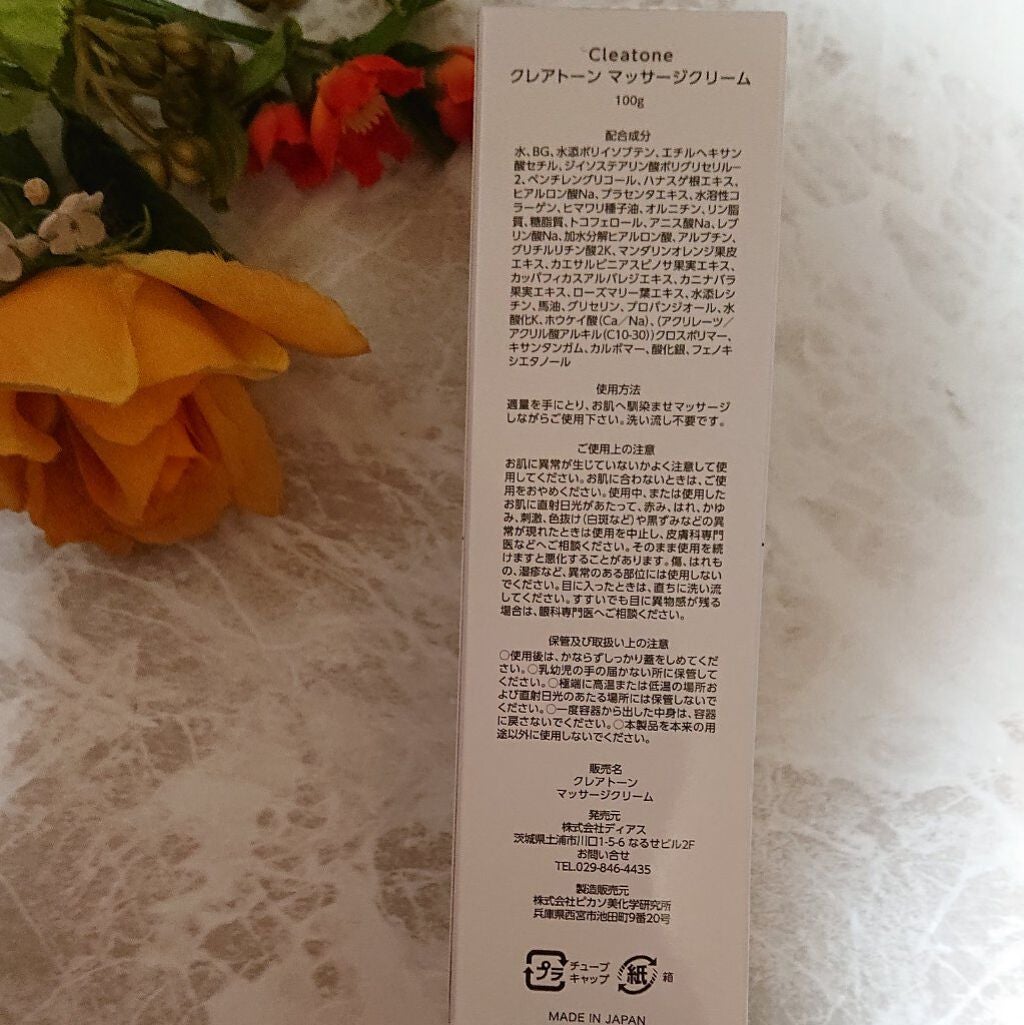 Cleatone
クレアトーン マッサージクリーム
100g
配合成分
水、BG、水添ポリイソブテン、エチルヘキサン
酸セチル、ジイソステアリン酸ポリグリセリル-
2、ペンチレングリコール、ハナスゲ根エキス、
ヒアルロン酸Na、プラセンタエキス、水溶性コ
ラーゲン、ヒマワリ種子油、オルニチン、リン脂
質、糖脂質、トコフェロール、アニス酸Na、レブ
リン酸Na、加水分解ヒアルロン酸、アルブチン、
グリチルリチン酸2K、マンダリンオレンジ果皮
エキス、カエサルピニアスピノサ果実エキス、
カッパフィカスアルバレジエキス、カニナバラ
果実エキス、ローズマリー葉エキス、水添レシ
チン、馬油、グリセリン、プロパンジオール、水
酸化K、ホウケイ酸(Ca/Na)、(アクリレーツ/
アクリル酸アルキル(C10-30))クロスポリマー、
キサンタンガム、カルボマー、酸化銀、フェノキ
シエタノール
使用方法
適量を手にとり、お肌へ馴染ませマッサージ
しながらご使用下さい。洗い流し不要です。
ご使用上の注意
お肌に異常が生じていないかよく注意して使
用してください。お肌に合わないときは、ご使
用をおやめください。使用中、または使用した
お肌に直射日光があたって、赤み、はれ、かゆ
み、刺激、色抜け(白斑など)や黒ずみなどの異
常が現れたときは使用を中止し、皮膚科専門
医などへご相談ください。そのまま使用を続
けますと悪化することがあります。傷、はれも
の、湿疹など、異常のある部位には使用しない
でください。目に入ったときは、直ちに洗い流
してください。すすいでも目に異物感が残る
場合は、眼科専門医へご相談ください。
保管及び取扱い上の注意
○使用後は、かならずしっかり蓋をしめてくだ
さい。○乳幼児の手の届かない所に保管して
ください。○極端に高温または低温の場所お
よび直射日光のあたる場所には保管しないで
ください。○一度容器から出した中身は、容器
に戻さないでください。○本製品を本来の用
途以外に使用しないでください。
販売名
クレアトーン
マッサージクリーム
発売元
株式会社ディアス
茨城県土浦市川口1-5-6 なるせビル2F
お問い合せ
TEL.029-846-4435
製造販売元
株式会社ピカソ美化学研究所
兵庫県西宮市池田町9番20号
プラ チューブ キャップ 紙 箱
MADE IN JAPAN